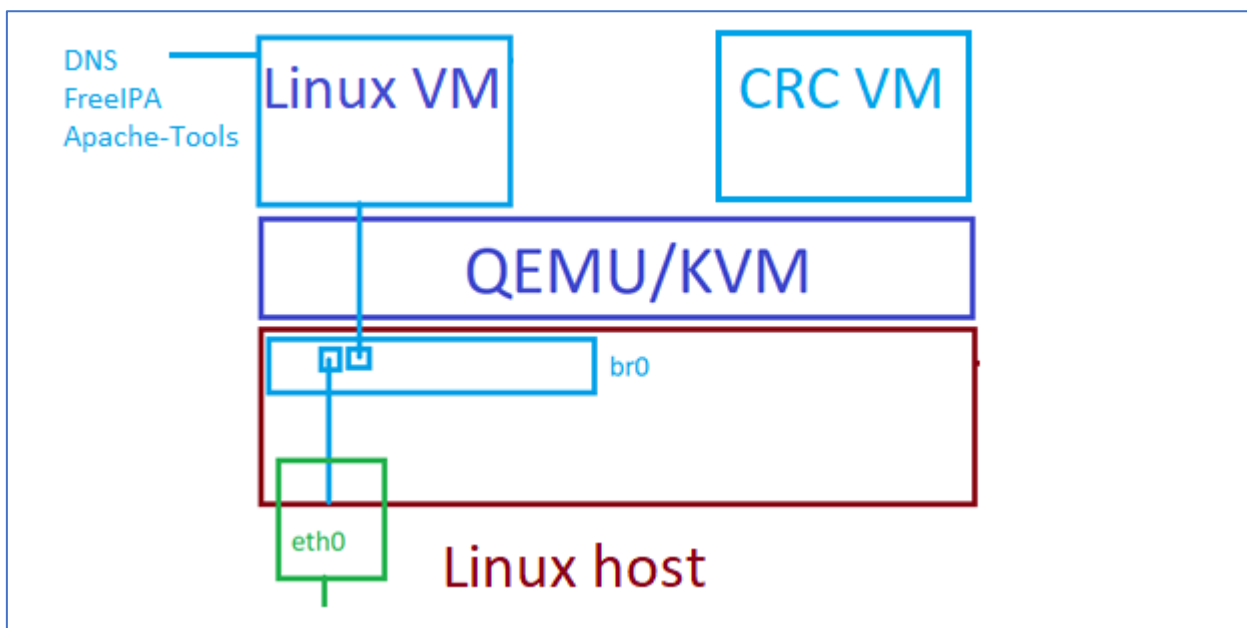 DNS
FreeIPA
Apache-Tools
Linux VM
CRC VM
QEMU/KVM
br0
eth0
Linux host